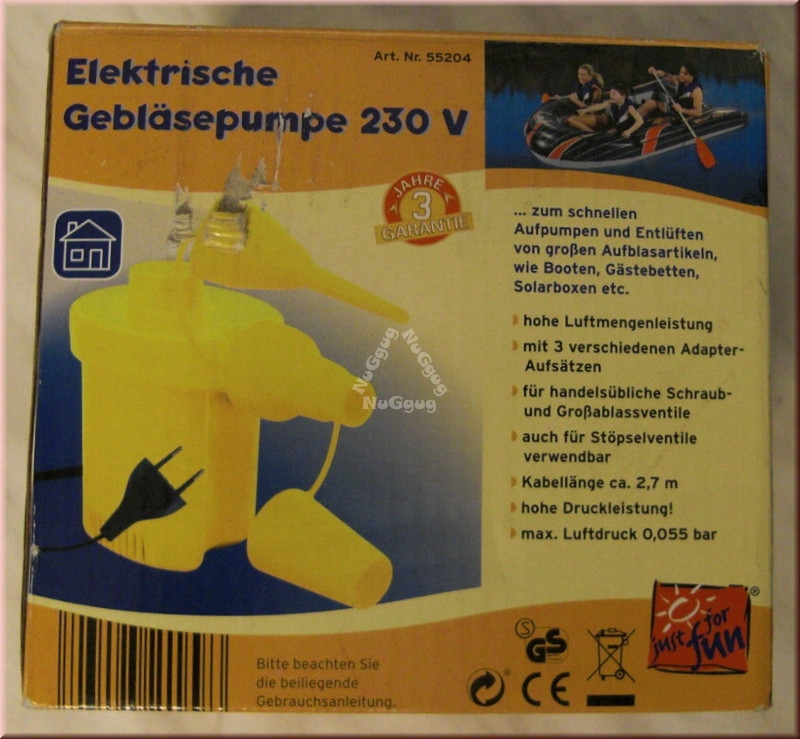 Art. Nr. 55204
Elektrische
Gebläsepumpe 230 V
JAHRE
3
GARANTIE
... zum schnellen
Aufpumpen und Entlüften
von großen Aufblasartikeln,
wie Booten, Gästebetten,
Solarboxen etc.
hohe Luftmengenleistung
mit 3 verschiedenen Adapter-
Aufsätzen
für handelsübliche Schraub-
und Großablassventile
auch für Stöpselventile
verwendbar
Kabellänge ca. 2,7 m
hohe Druckleistung!
max. Luftdruck 0,055 bar
NuGgug
NuGgug
NuGgug
Bitte beachten Sie
die beiliegende
Gebrauchsanleitung.
S GS
CE
just for
fun®